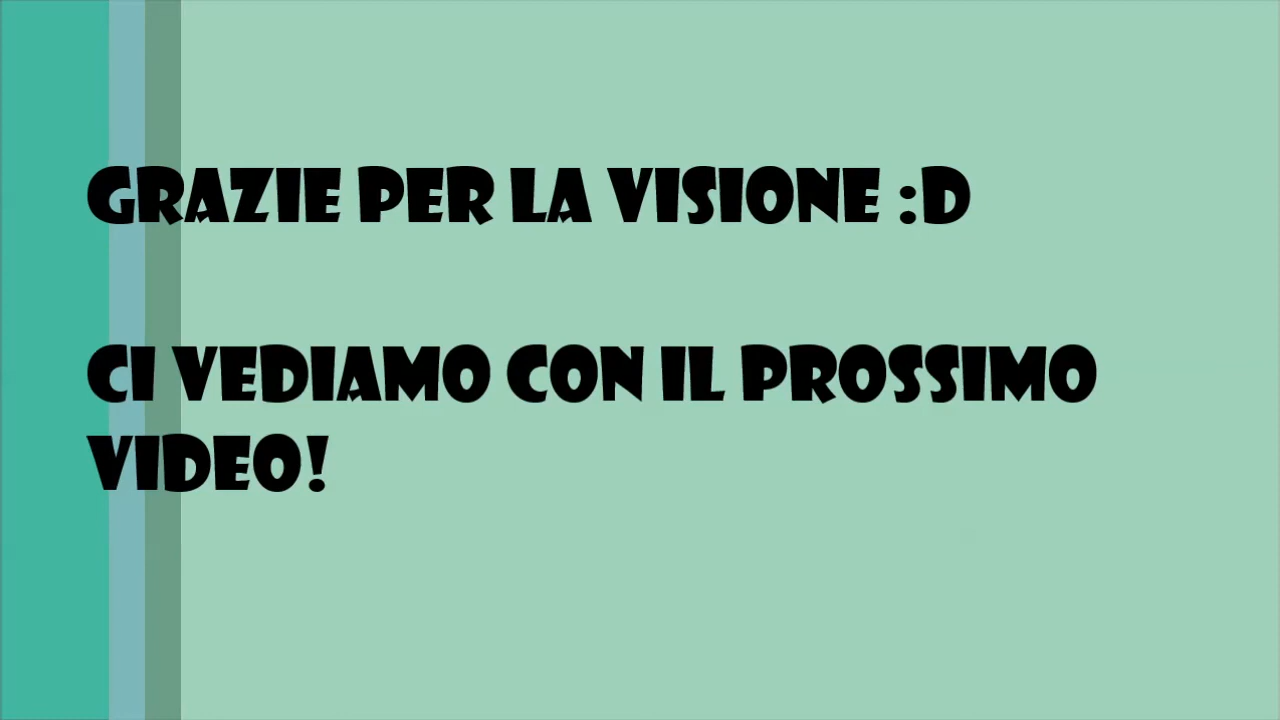 GRAZIE PER LA VISIONE :D
CI VEDIAMO CON IL PROSSIMO
VIDEO!